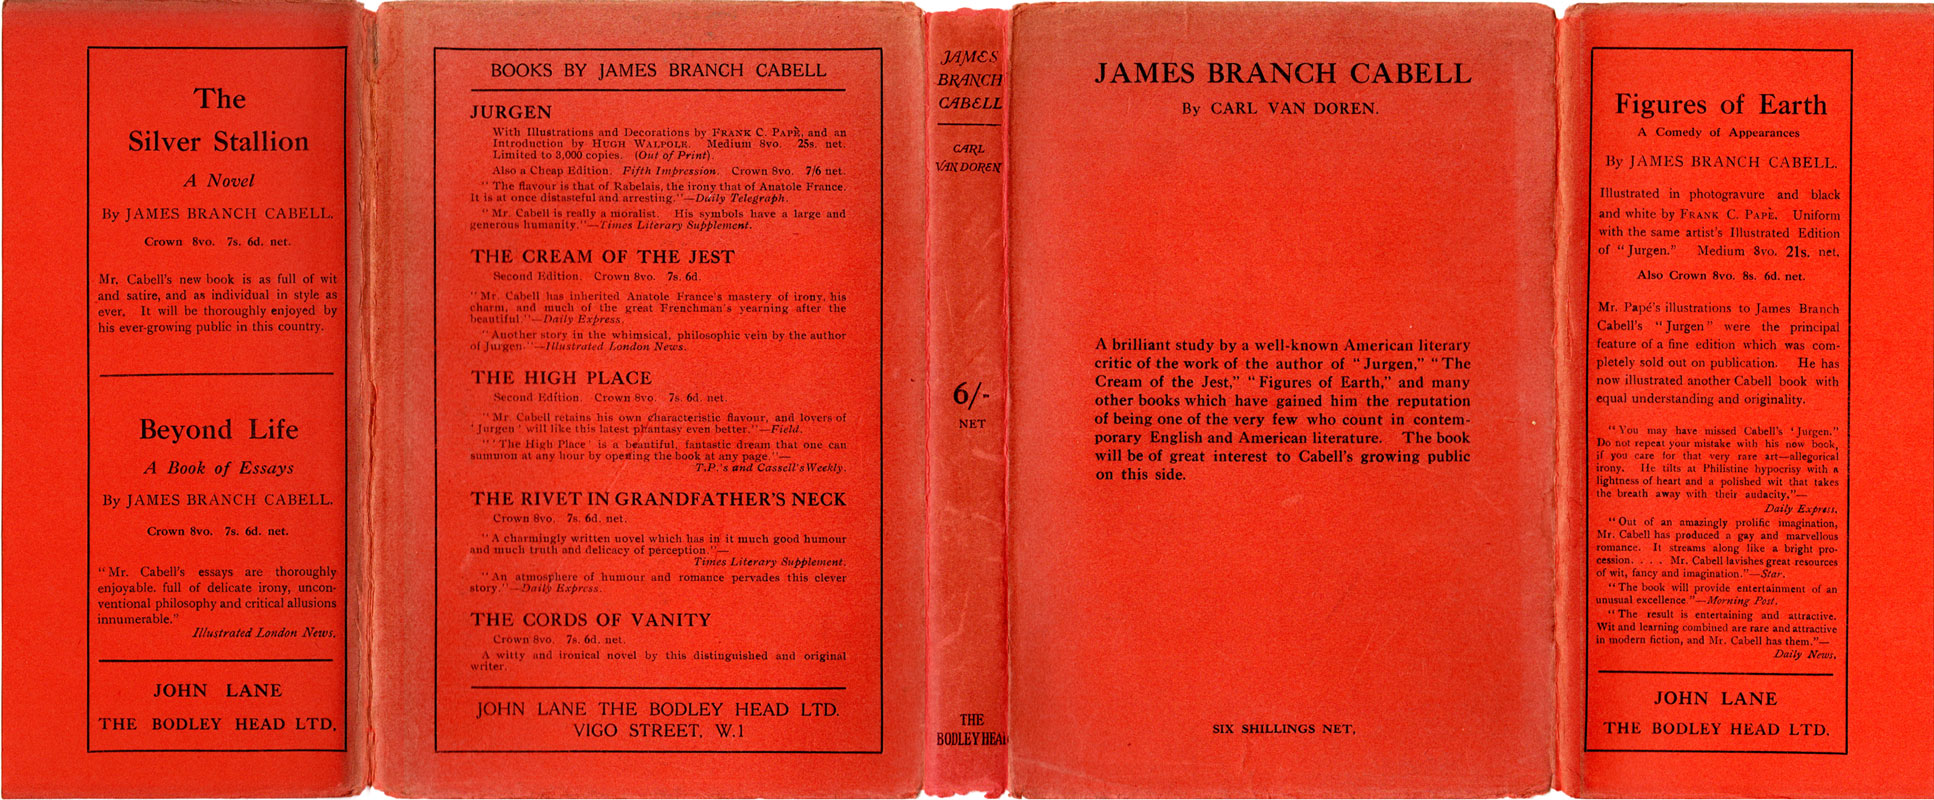 The
Silver Stallion
A Novel
By JAMES BRANCH CABELL.
Crown 8vo. 7s. 6d. net.
Mr. Cabell's new book is as full of wit
and satire, and as individual in style as
ever. It will be thoroughly enjoyed by
his ever-growing public in this country.
Beyond Life
A Book of Essays
By JAMES BRANCH CABELL.
Crown 8vo. 7s. 6d. net.
"Mr. Cabell's essays are thoroughly
enjoyable. full of delicate irony, uncon-
ventional philosophy and critical allusions
innumerable."
Illustrated London News.
JOHN LANE
THE BODLEY HEAD LTD.
BOOKS BY JAMES BRANCH CABELL
JURGEN
With Illustrations and Decorations by FRANK C. PAPÈ, and an
Introduction by HUGH WALPOLE. Medium 8vo. 25s. net.
Limited to 3,000 copies. (Out of Print).
Also a Cheap Edition. Fifth Impression. Crown 8vo. 7/6 net.
"The flavour is that of Rabelais, the irony that of Anatole France.
It is at once distasteful and arresting."—Daily Telegraph.
"Mr. Cabell is really a moralist. His symbols have a large and
generous humanity."—Times Literary Supplement.
THE CREAM OF THE JEST
Second Edition. Crown 8vo. 7s. 6d.
"Mr. Cabell has inherited Anatole France's mastery of irony, his
charm, and much of the great Frenchman's yearning after the
beautiful."—Daily Express.
"Another story in the whimsical, philosophic vein by the author
of Jurgen."—Illustrated London News.
THE HIGH PLACE
Second Edition. Crown 8vo. 7s. 6d. net.
"Mr. Cabell retains his own characteristic flavour, and lovers of
'Jurgen' will like this latest phantasy even better."—Field.
"'The High Place' is a beautiful, fantastic dream that one can
summon at any hour by opening the book at any page."—
T.P.'s and Cassell's Weekly.
THE RIVET IN GRANDFATHER'S NECK
Crown 8vo. 7s. 6d. net.
"A charmingly written novel which has in it much good humour
and much truth and delicacy of perception."—
Times Literary Supplement.
"An atmosphere of humour and romance pervades this clever
story."—Daily Express.
THE CORDS OF VANITY
Crown 8vo. 7s. 6d. net.
A witty and ironical novel by this distinguished and original
writer.
JOHN LANE THE BODLEY HEAD LTD.
VIGO STREET, W.1
JAMES
BRANCH
CABELL
CARL
VAN DOREN
6/-
NET
THE
BODLEY HEAD
JAMES BRANCH CABELL
By CARL VAN DOREN.
A brilliant study by a well-known American literary
critic of the work of the author of "Jurgen," "The
Cream of the Jest," "Figures of Earth," and many
other books which have gained him the reputation
of being one of the very few who count in contem-
porary English and American literature. The book
will be of great interest to Cabell's growing public
on this side.
SIX SHILLINGS NET.
Figures of Earth
A Comedy of Appearances
By JAMES BRANCH CABELL.
Illustrated in photogravure and black
and white by FRANK C. PAPÈ. Uniform
with the same artist's Illustrated Edition
of "Jurgen." Medium 8vo. 21s. net.
Also Crown 8vo. 8s. 6d. net.
Mr. Papé's illustrations to James Branch
Cabell's "Jurgen" were the principal
feature of a fine edition which was com-
pletely sold out on publication. He has
now illustrated another Cabell book with
equal understanding and originality.
"You may have missed Cabell's 'Jurgen.'
Do not repeat your mistake with his now book,
if you care for that very rare art—allegorical
irony. He tilts at Philistine hypocrisy with a
lightness of heart and a polished wit that takes
the breath away with their audacity,"—
Daily Express.
"Out of an amazingly prolific imagination,
Mr. Cabell has produced a gay and marvellous
romance. It streams along like a bright pro-
cession. . . . Mr. Cabell lavishes great resources
of wit, fancy and imagination."—Star.
"The book will provide entertainment of an
unusual excellence."—Morning Post.
"The result is entertaining and attractive.
Wit and learning combined are rare and attractive
in modern fiction, and Mr. Cabell has them."—
Daily News.
JOHN LANE
THE BODLEY HEAD LTD.